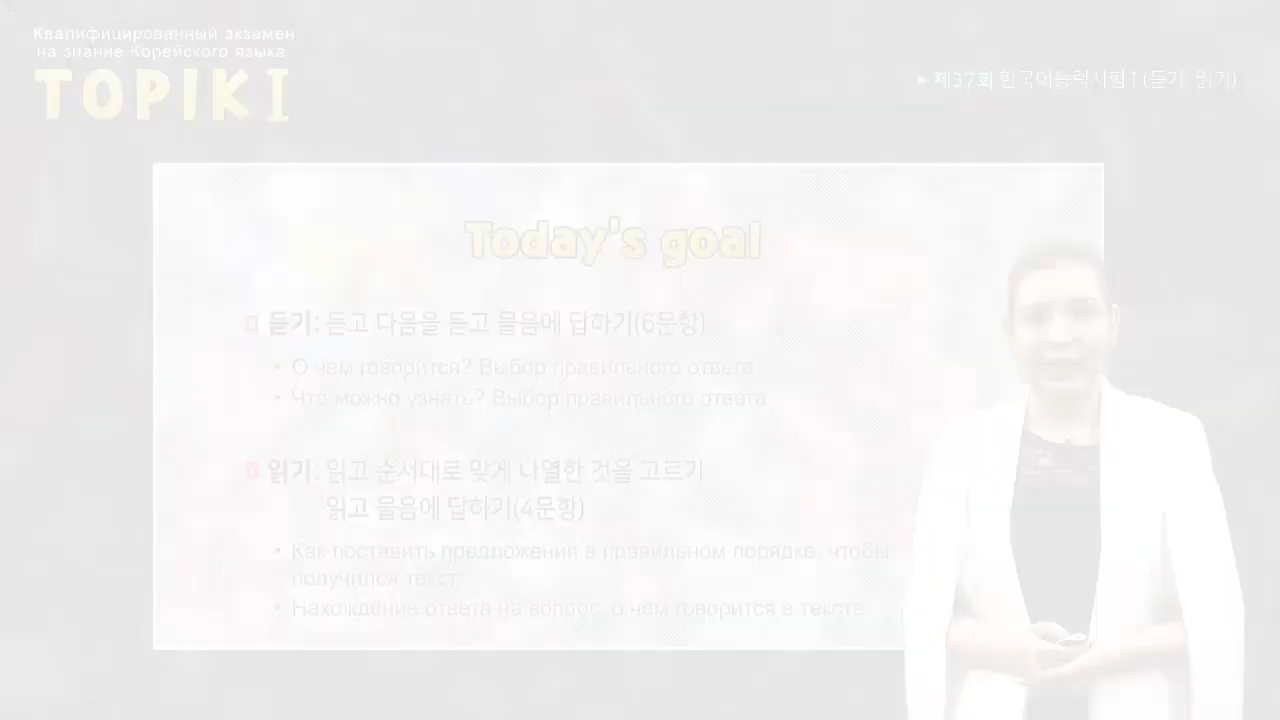 Квалифицированный экзамен
на знание Корейского языка
TOPIK I
▸ 제37회 한국어능력시험 I (듣기, 읽기)
Today's goal
듣기: 듣고 다음을 듣고 물음에 답하기(6문항)
• О чем говорится? Выбор правильного ответа
• Что можно узнать? Выбор правильного ответа
읽기: 읽고 순서대로 맞게 나열한 것을 고르기
읽고 물음에 답하기(4문항)
• Как поставить предложения в правильном порядке, чтобы
получился текст?
• Нахождение ответа на вопрос, о чем говорится в тексте